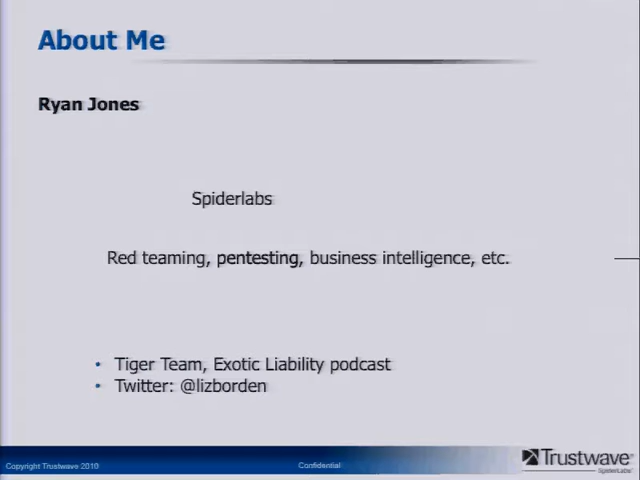 About Me
Ryan Jones
Spiderlabs
Red teaming, pentesting, business intelligence, etc.
• Tiger Team, Exotic Liability podcast
• Twitter: @lizborden
Copyright Trustwave 2010
Confidential
Trustwave®
SpiderLabs®